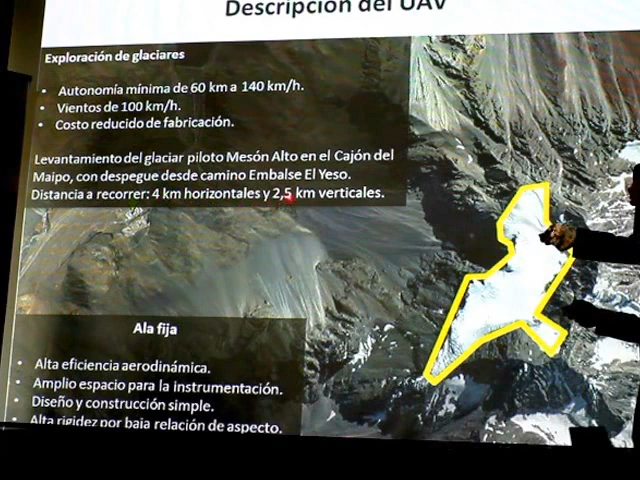 Descripción del UAV
Exploración de glaciares
• Autonomía mínima de 60 km a 140 km/h.
• Vientos de 100 km/h.
• Costo reducido de fabricación.
Levantamiento del glaciar piloto Mesón Alto en el Cajón del
Maipo, con despegue desde camino Embalse El Yeso.
Distancia a recorrer: 4 km horizontales y 2,5 km verticales.
Ala fija
• Alta eficiencia aerodinámica.
• Amplio espacio para la instrumentación.
• Diseño y construcción simple.
• Alta rigidez por baja relación de aspecto.